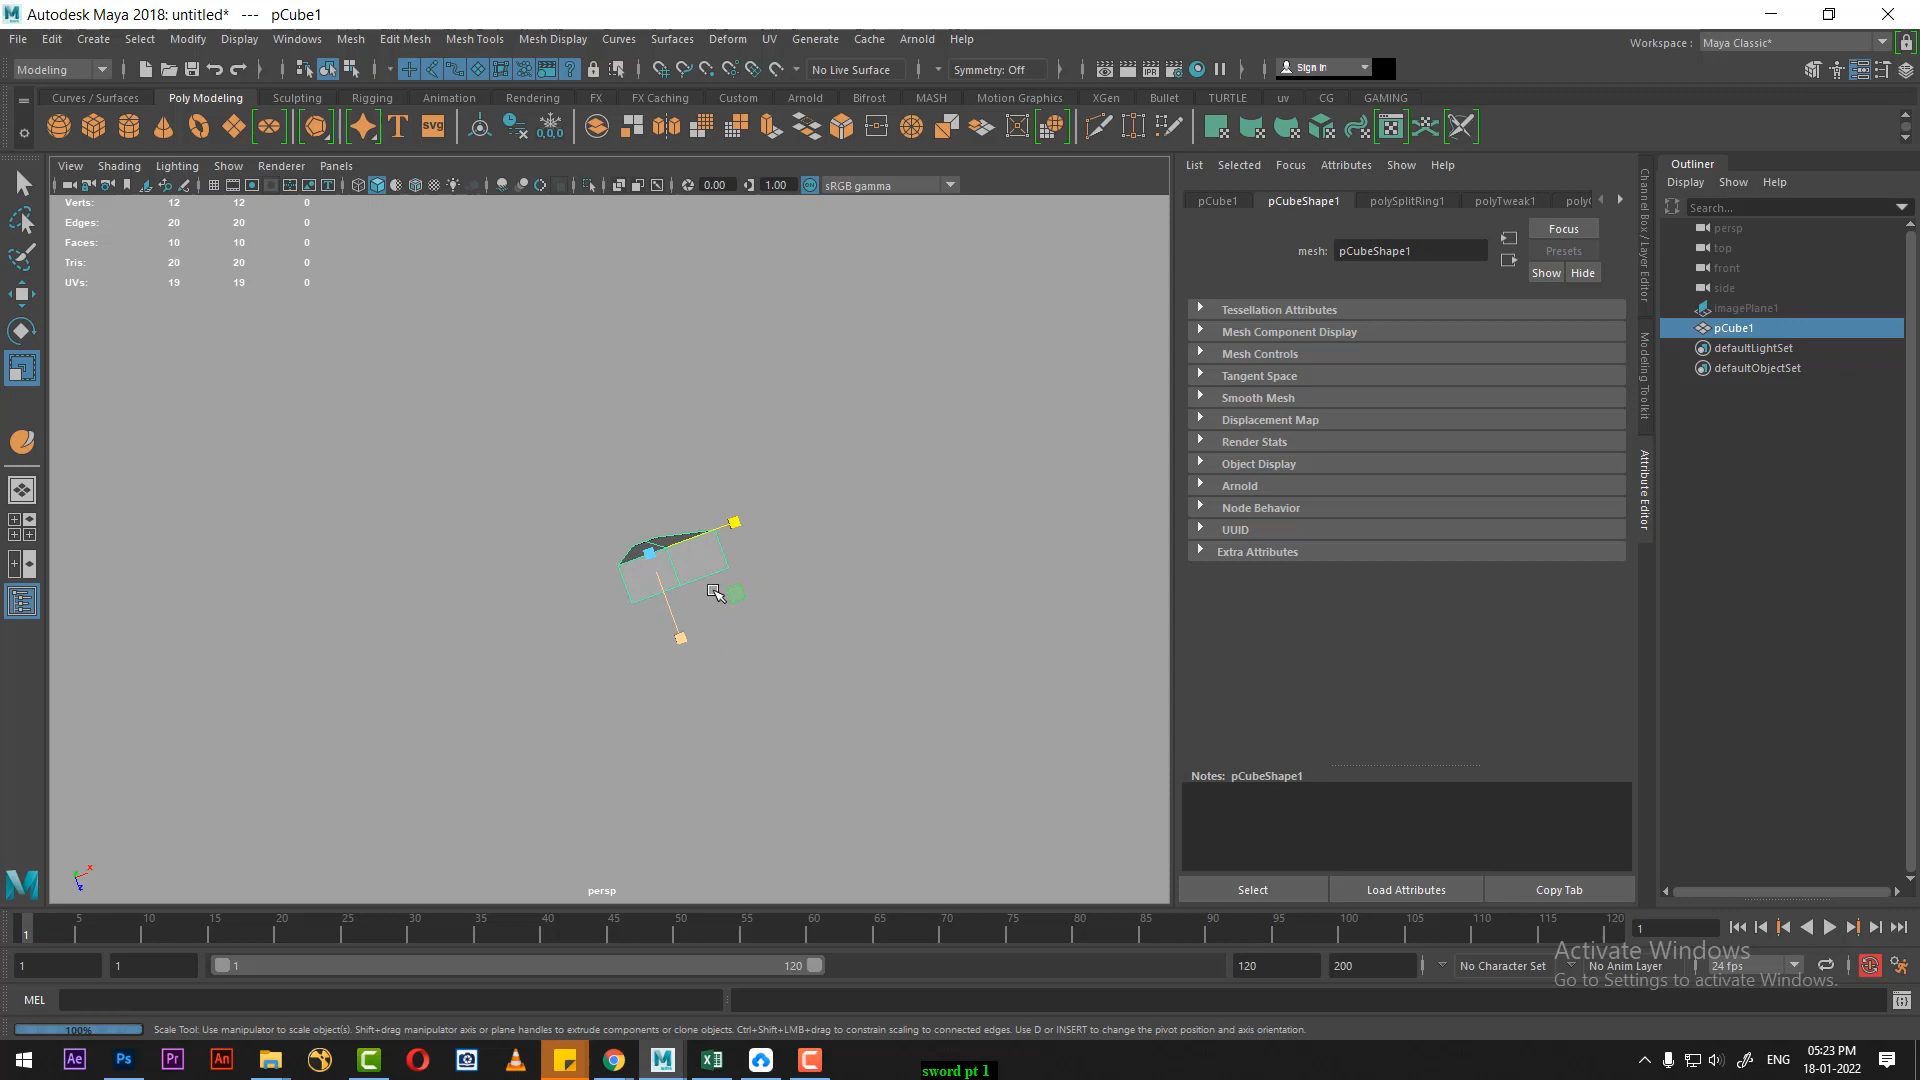 Autodesk Maya 2018: untitled* --- pCube1
File Edit Create Select Modify Display Windows Mesh Edit Mesh Mesh Tools Mesh Display Curves Surfaces Deform UV Generate Cache Arnold Help
Workspace : Maya Classic*
Modeling No Live Surface Symmetry: Off Sign In
Curves / Surfaces Poly Modeling Sculpting Rigging Animation Rendering FX FX Caching Custom Arnold Bifrost MASH Motion Graphics XGen Bullet TURTLE uv CG GAMING
T SVG 0,0,0
View Shading Lighting Show Renderer Panels
0.00 1.00 ON sRGB gamma
Verts: 12 12 0
Edges: 20 20 0
Faces: 10 10 0
Tris: 20 20 0
UVs: 19 19 0
x
z
persp
List Selected Focus Attributes Show Help
pCube1 pCubeShape1 polySplitRing1 polyTweak1
mesh: pCubeShape1
Focus
Presets
Show Hide
Tessellation Attributes
Mesh Component Display
Mesh Controls
Tangent Space
Smooth Mesh
Displacement Map
Render Stats
Object Display
Arnold
Node Behavior
UUID
Extra Attributes
Notes: pCubeShape1
Select Load Attributes Copy Tab
Channel Box / Layer Editor
Modeling Toolkit
Attribute Editor
Outliner
Display Show Help
Search...
persp
top
front
side
imagePlane1
pCube1
defaultLightSet
defaultObjectSet
5 10 15 20 25 30 35 40 45 50 55 60 65 70 75 80 85 90 95 100 105 110 115 120
1 1
1 1 1 120 120 200 No Character Set No Anim Layer 24 fps
Activate Windows
Go to Settings to activate Windows.
MEL
100% Scale Tool: Use manipulator to scale object(s). Shift+drag manipulator axis or plane handles to extrude components or clone objects. Ctrl+Shift+LMB+drag to constrain scaling to connected edges. Use D or INSERT to change the pivot position and axis orientation.
Ae Ps Pr An
sword pt 1
ENG
05:23 PM
18-01-2022